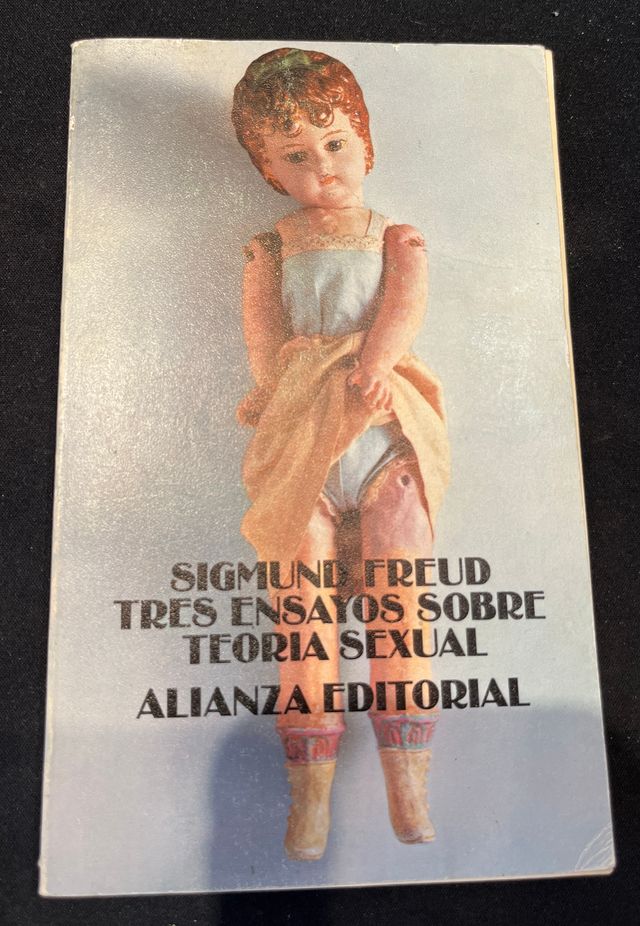 SIGMUND FREUD
TRES ENSAYOS SOBRE
TEORIA SEXUAL
ALIANZA EDITORIAL